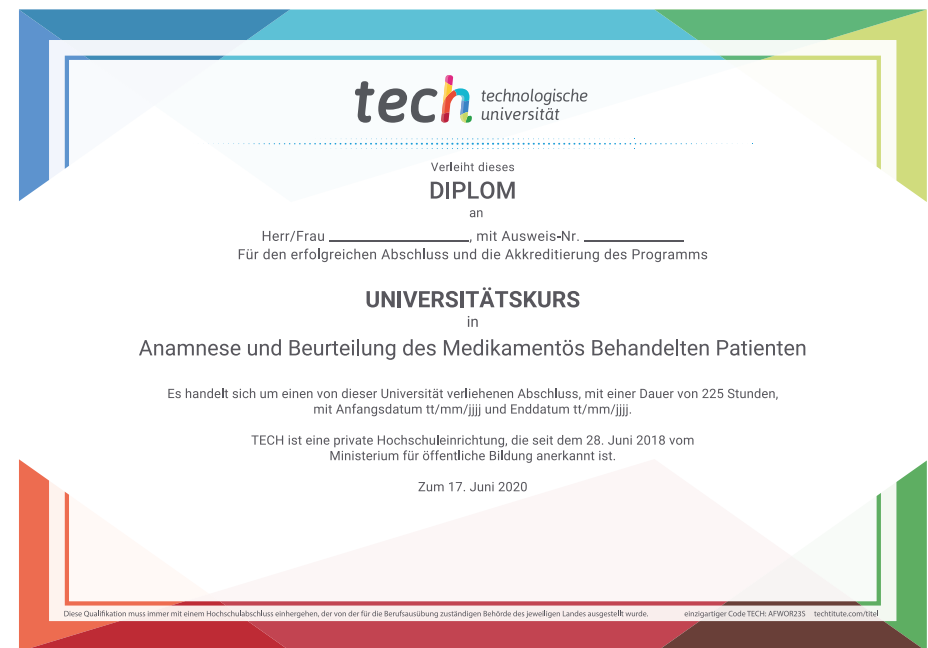 tech technologische
universität
Verleiht dieses
DIPLOM
an
Herr/Frau ____________, mit Ausweis-Nr. ____________
Für den erfolgreichen Abschluss und die Akkreditierung des Programms
UNIVERSITÄTSKURS
in
Anamnese und Beurteilung des Medikamentös Behandelten Patienten
Es handelt sich um einen von dieser Universität verliehenen Abschluss, mit einer Dauer von 225 Stunden,
mit Anfangsdatum tt/mm/jjjj und Enddatum tt/mm/jjjj.
TECH ist eine private Hochschuleinrichtung, die seit dem 28. Juni 2018 vom
Ministerium für öffentliche Bildung anerkannt ist.
Zum 17. Juni 2020
Diese Qualifikation muss immer mit einem Hochschulabschluss einhergehen, der von der für die Berufsausübung zuständigen Behörde des jeweiligen Landes ausgestellt wurde. einzigartiger Code TECH: AFWOR23S techtitute.com/titel